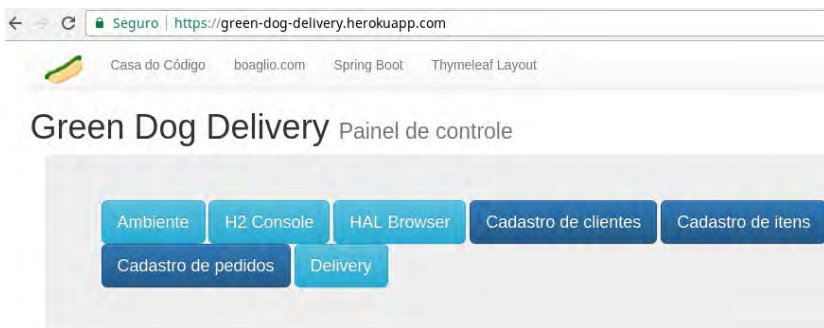 Seguro | https://green-dog-delivery.herokuapp.com
Casa do Código boaglio.com Spring Boot Thymeleaf Layout
Green Dog Delivery Painel de controle
Ambiente H2 Console HAL Browser Cadastro de clientes Cadastro de itens
Cadastro de pedidos Delivery